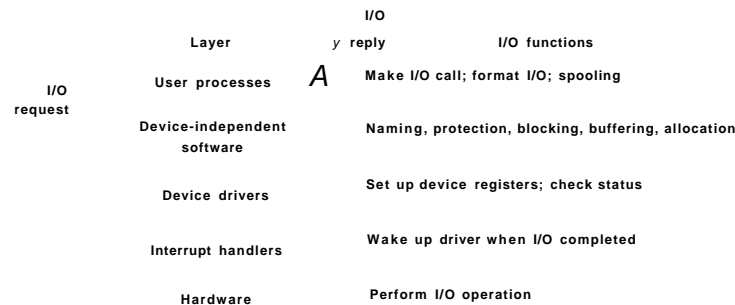 I/O
Layer y reply I/O functions
I/O request
User processes A Make I/O call; format I/O; spooling
Device-independent software Naming, protection, blocking, buffering, allocation
Device drivers Set up device registers; check status
Interrupt handlers Wake up driver when I/O completed
Hardware Perform I/O operation